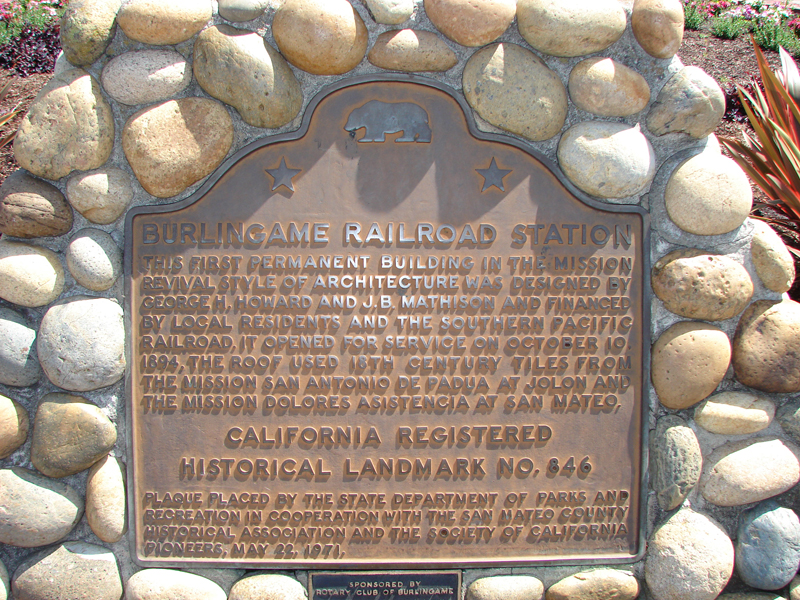 BURLINGAME RAILROAD STATION
THIS FIRST PERMANENT BUILDING IN THE MISSION
REVIVAL STYLE OF ARCHITECTURE WAS DESIGNED BY
GEORGE H. HOWARD AND J.B. MATHISON AND FINANCED
BY LOCAL RESIDENTS AND THE SOUTHERN PACIFIC
RAILROAD. IT OPENED FOR SERVICE ON OCTOBER 10,
1894. THE ROOF USED 18TH CENTURY TILES FROM
THE MISSION SAN ANTONIO DE PADUA AT JOLON AND
THE MISSION DOLORES ASISTENCIA AT SAN MATEO.
CALIFORNIA REGISTERED
HISTORICAL LANDMARK NO. 846
PLAQUE PLACED BY THE STATE DEPARTMENT OF PARKS AND
RECREATION IN COOPERATION WITH THE SAN MATEO COUNTY
HISTORICAL ASSOCIATION AND THE SOCIETY OF CALIFORNIA
PIONEERS, MAY 22, 1971.
SPONSORED BY
ROTARY CLUB OF BURLINGAME